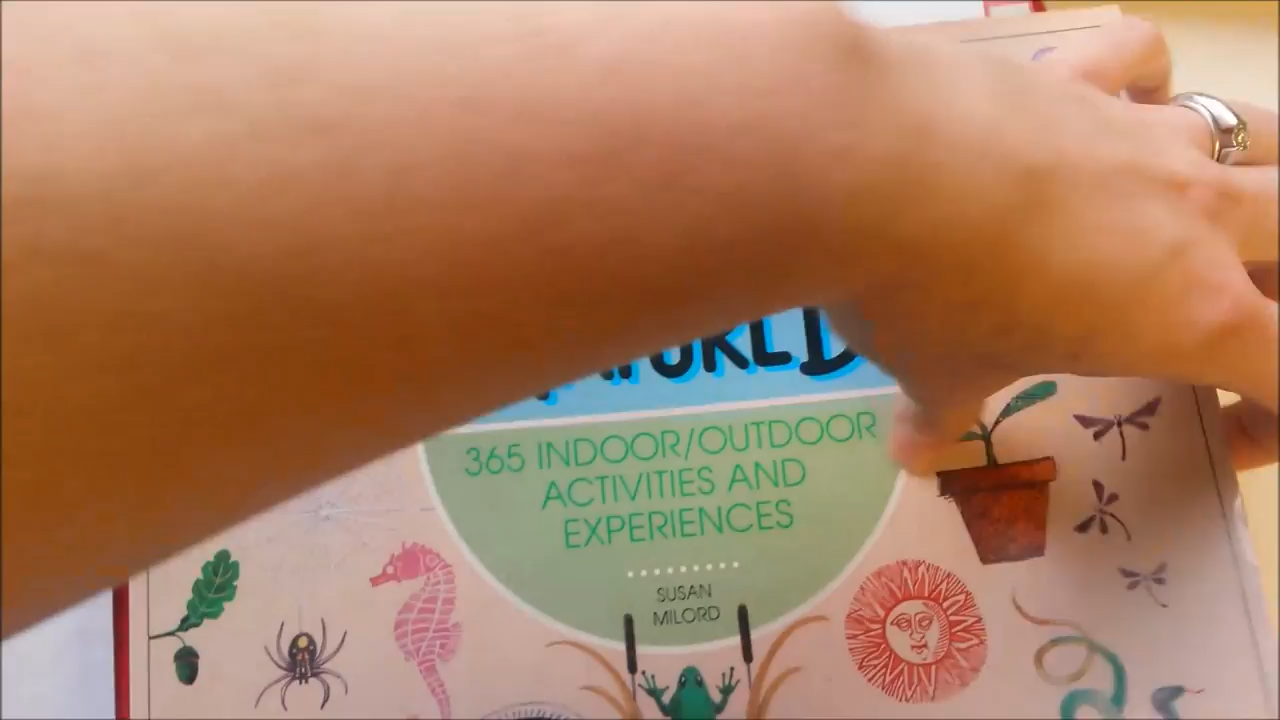 365 INDOOR/OUTDOOR
ACTIVITIES AND
EXPERIENCES
SUSAN
MILORD